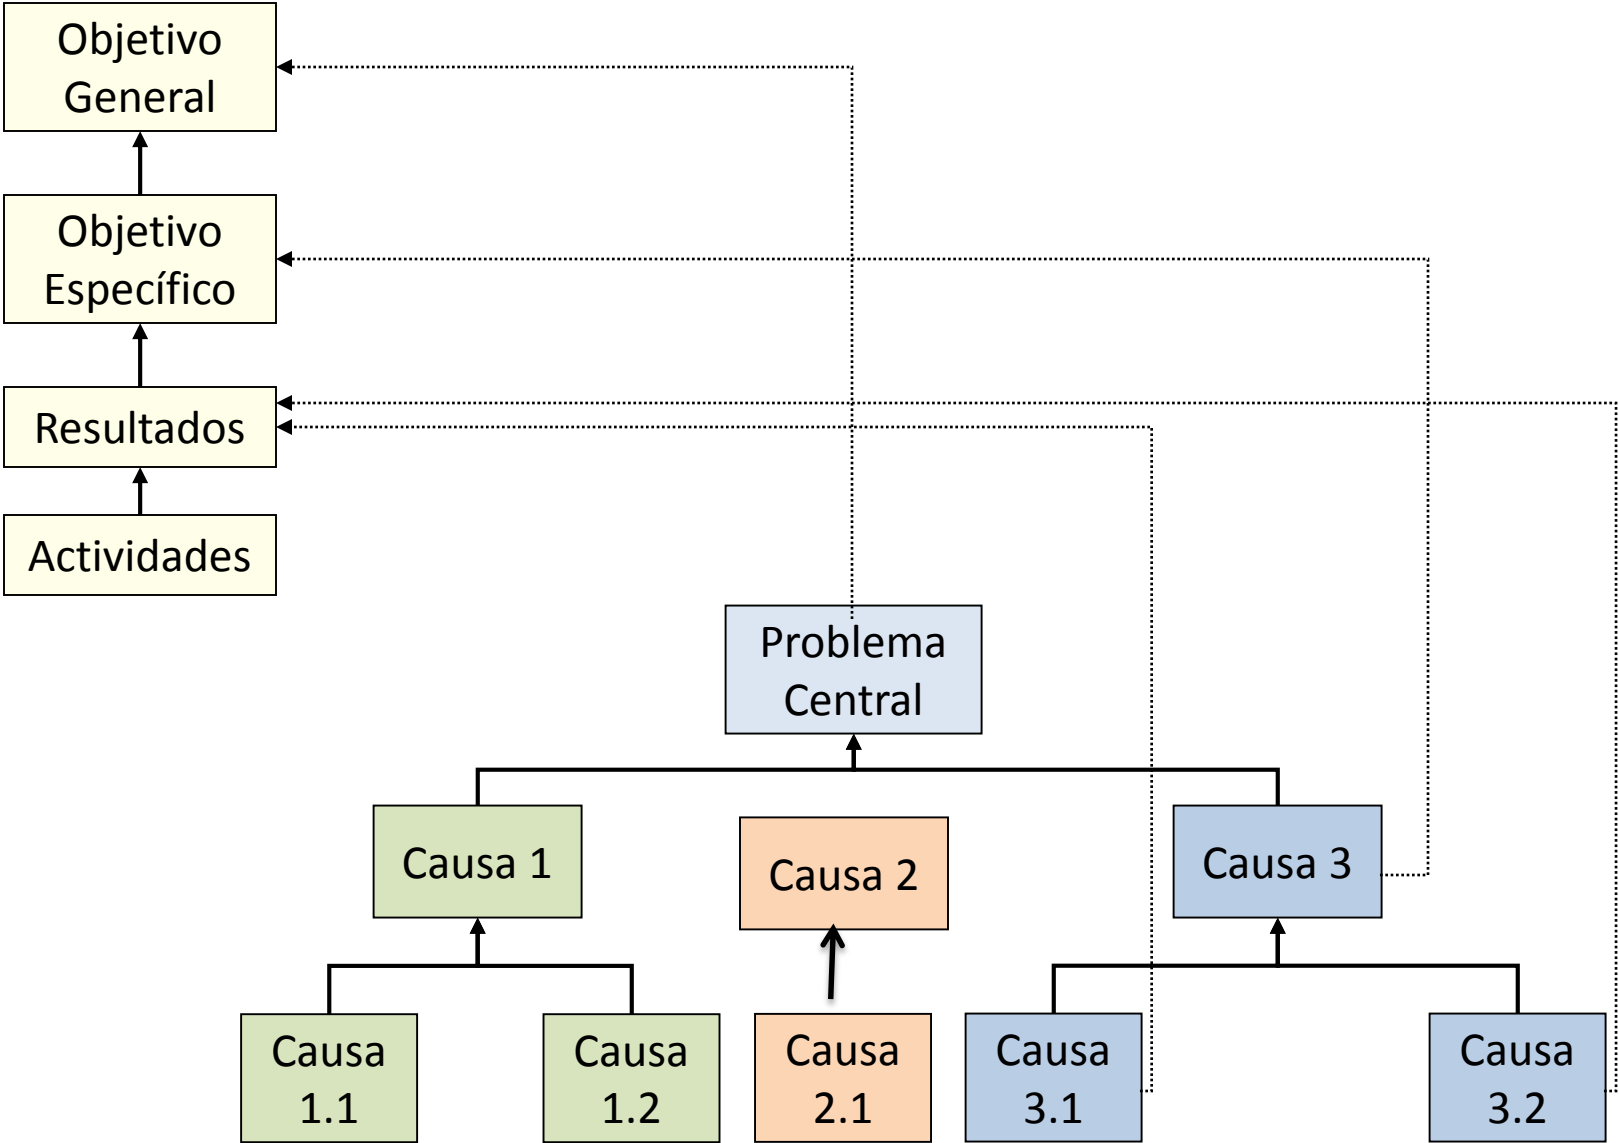 Objetivo
General
Objetivo
Específico
Resultados
Actividades
Problema
Central
Causa 1
Causa 2
Causa 3
Causa
1.1
Causa
1.2
Causa
2.1
Causa
3.1
Causa
3.2